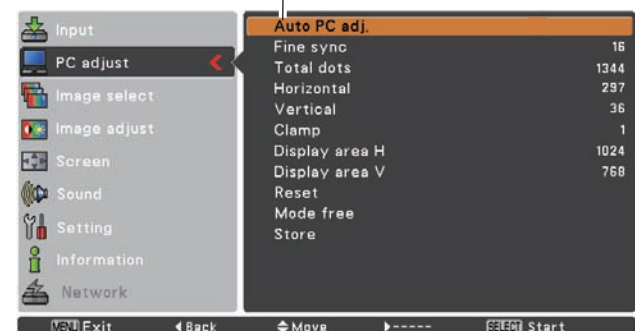 Input
PC adjust
Image select
Image adjust
Screen
Sound
Setting
Information
Network
Auto PC adj.
Fine sync 16
Total dots 1344
Horizontal 297
Vertical 36
Clamp 1
Display area H 1024
Display area V 768
Reset
Mode free
Store
MENU Exit ◀Back ◆Move ▶----- SELECT Start